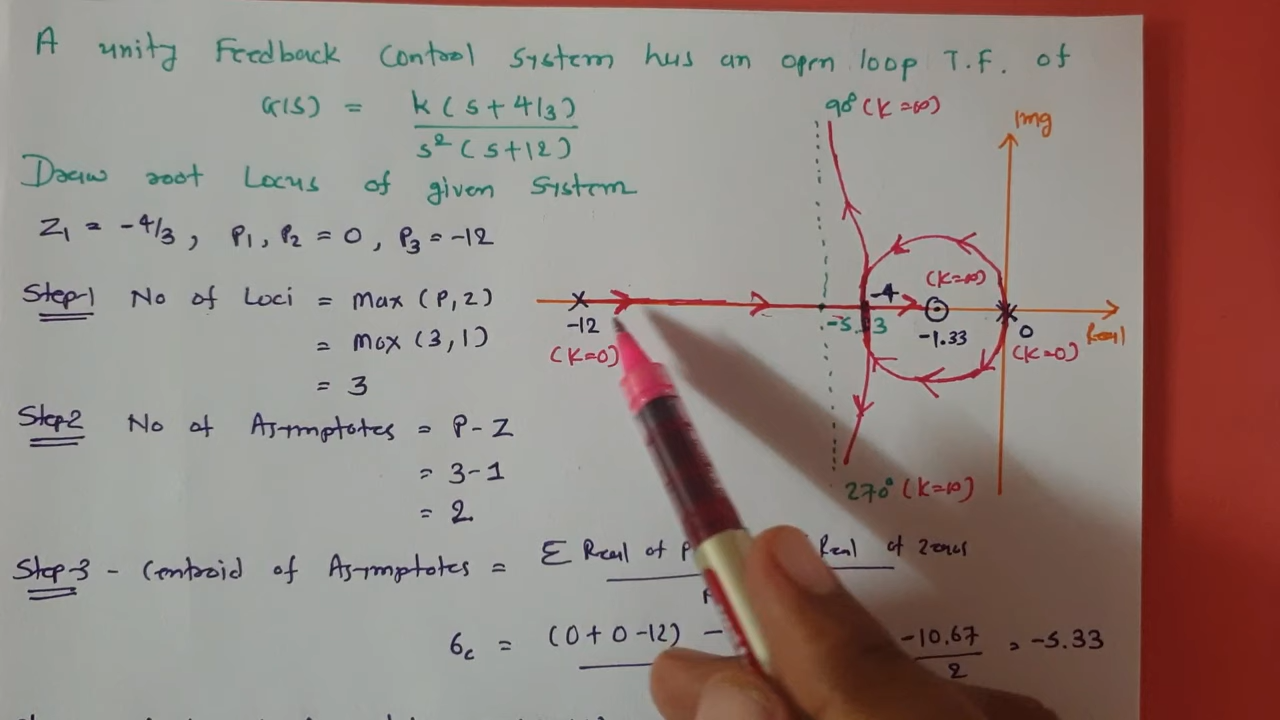 A unity Feedback control system has an open loop T.F. of
G(S) = K(S+4/3)
S²(S+12)
Draw root Locus of given system
Z1 = -4/3, P1, P2 = 0, P3 = -12
Step-1 No of Loci = max (P, Z)
= max (3, 1)
= 3
Step-2 No of Asymptotes = P - Z
= 3-1
= 2
Step-3 - Centroid of Asymptotes = Σ Real of P Real of Zeros
σc = (0+0-12) - -10.67 = -5.33
2
90° (K=∞)
Img
(K=∞)
-4
-12
(K=0)
-5.33
-1.33
0
(K=0)
Real
270° (K=∞)